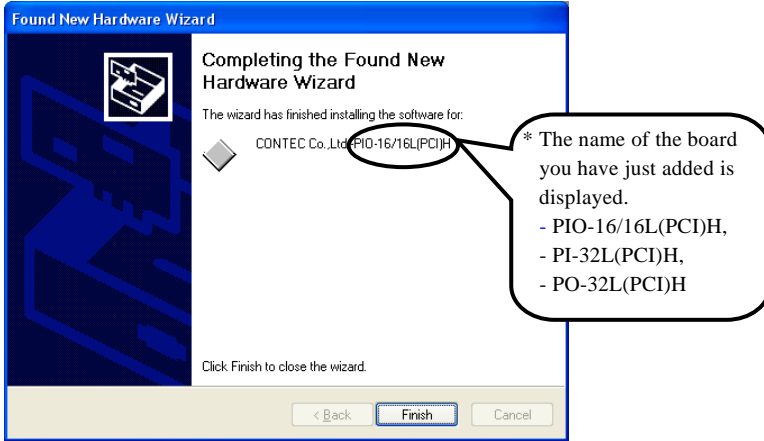 Found New Hardware Wizard
Completing the Found New
Hardware Wizard
The wizard has finished installing the software for:
CONTEC Co.,Ltd.PIO-16/16L(PCI)H
Click Finish to close the wizard.
< Back
Finish
Cancel
* The name of the board
you have just added is
displayed.
- PIO-16/16L(PCI)H,
- PI-32L(PCI)H,
- PO-32L(PCI)H